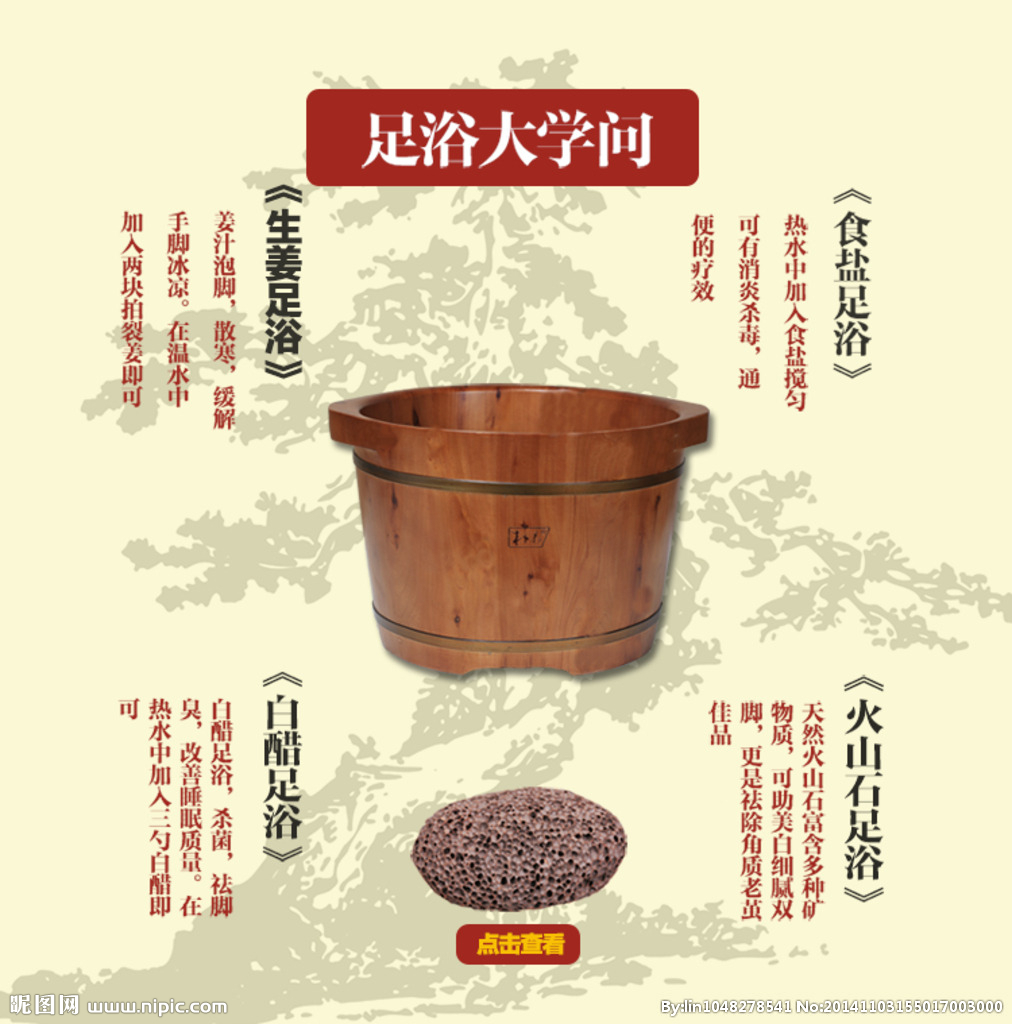 足浴大学问
《生姜足浴》
姜汁泡脚，散寒，缓解
手脚冰凉。在温水中
加入两块拍裂姜即可
《食盐足浴》
热水中加入食盐搅匀
可有消炎杀毒，通
便的疗效
《白醋足浴》
白醋足浴，杀菌，祛脚
臭，改善睡眠质量。在
热水中加入三勺白醋即
可
《火山石足浴》
天然火山石富含多种矿
物质，可助美白细腻双
脚，更是祛除角质老茧
佳品
点击查看
昵图网 www.nipic.com
By:lin1048278541 No:20141103155017003000